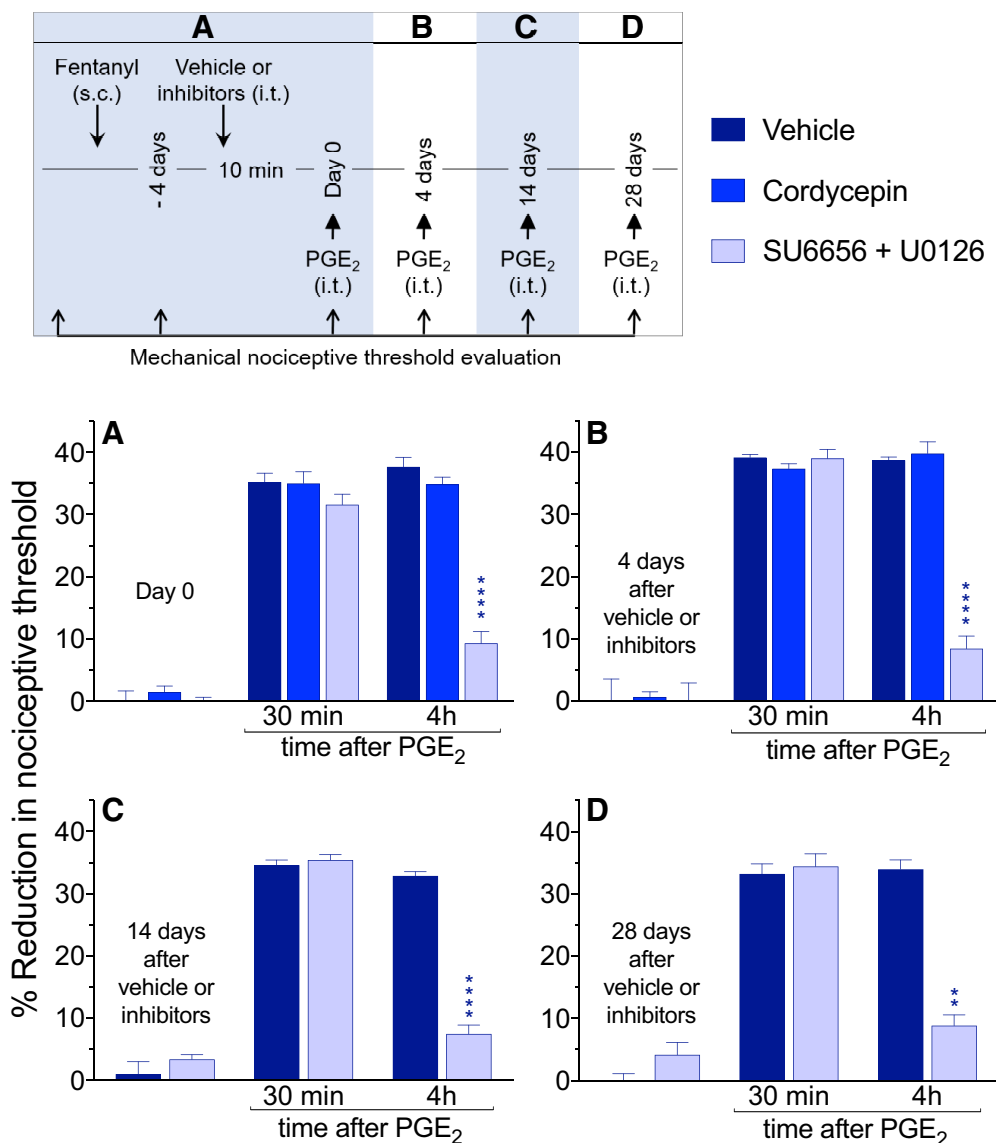 A B C D
Fentanyl
(s.c.)
Vehicle or
inhibitors (i.t.)
- 4 days
10 min
Day 0
4 days
14 days
28 days
PGE2
(i.t.)
PGE2
(i.t.)
PGE2
(i.t.)
PGE2
(i.t.)
Mechanical nociceptive threshold evaluation
Vehicle
Cordycepin
SU6656 + U0126
% Reduction in nociceptive threshold
A
40
30
20
10
0
Day 0
****
30 min 4h
time after PGE2
B
40
30
20
10
0
4 days
after
vehicle or
inhibitors
****
30 min 4h
time after PGE2
C
40
30
20
10
0
14 days
after
vehicle or
inhibitors
****
30 min 4h
time after PGE2
D
40
30
20
10
0
28 days
after
vehicle or
inhibitors
**
30 min 4h
time after PGE2